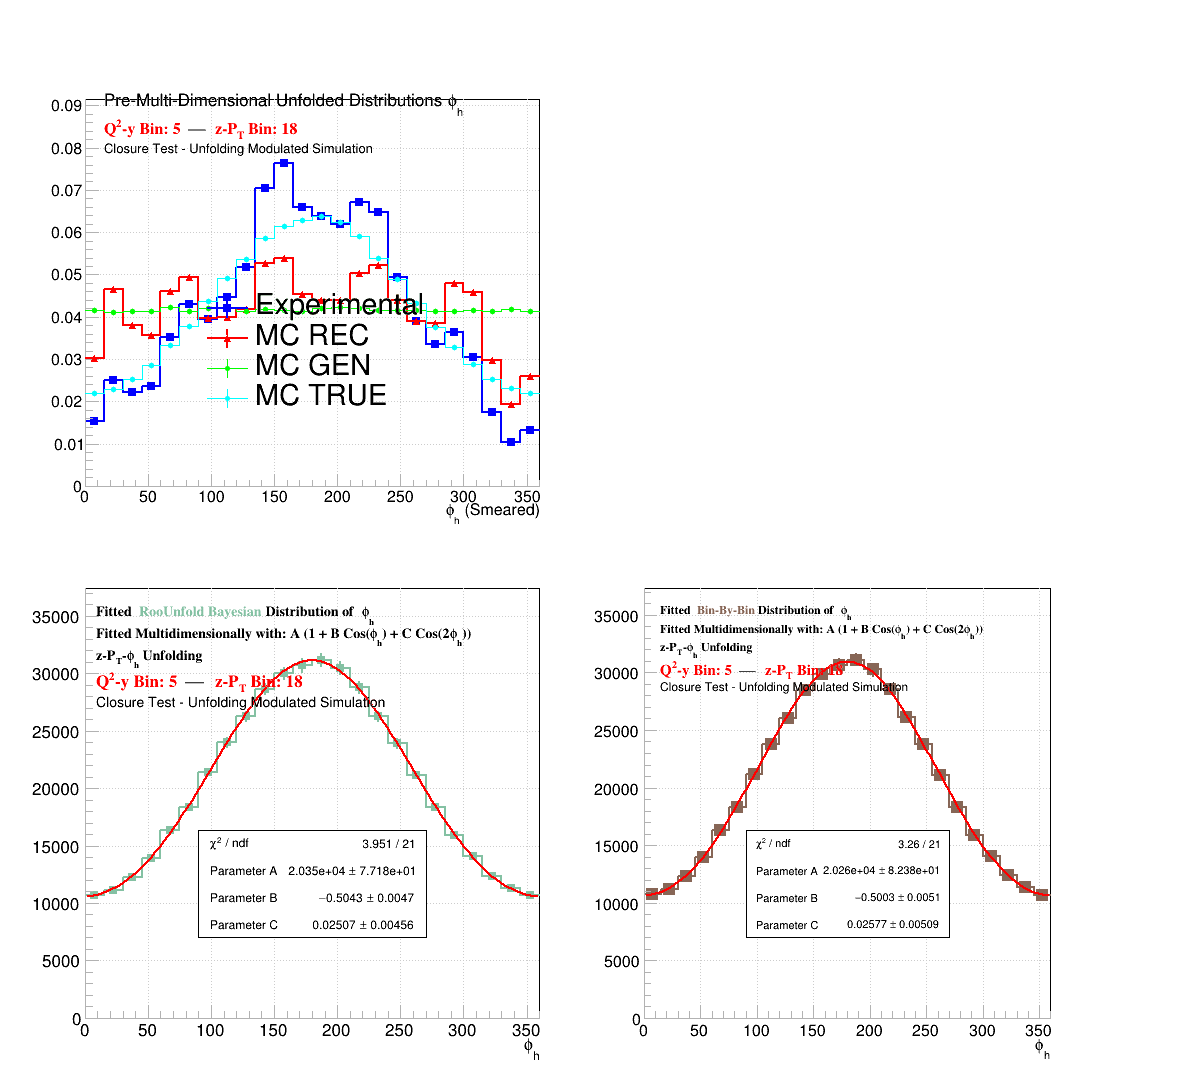 Pre-Multi-Dimensional Unfolded Distributions ϕh
Q²-y Bin: 5 — z-PT Bin: 18
Closure Test - Unfolding Modulated Simulation
0.09
0.08
0.07
0.06
0.05
0.04
0.03
0.02
0.01
0
Experimental
MC REC
MC GEN
MC TRUE
0 50 100 150 200 250 300 350
ϕh (Smeared)
Fitted RooUnfold Bayesian Distribution of ϕh
Fitted Multidimensionally with: A (1 + B Cos(ϕh) + C Cos(2ϕh))
z-PT-ϕh Unfolding
Q²-y Bin: 5 — z-PT Bin: 18
Closure Test - Unfolding Modulated Simulation
35000
30000
25000
20000
15000
10000
5000
0
χ² / ndf 3.951 / 21
Parameter A 2.035e+04 ± 7.718e+01
Parameter B −0.5043 ± 0.0047
Parameter C 0.02507 ± 0.00456
0 50 100 150 200 250 300 350
ϕh
Fitted Bin-By-Bin Distribution of ϕh
Fitted Multidimensionally with: A (1 + B Cos(ϕh) + C Cos(2ϕh))
z-PT-ϕh Unfolding
Q²-y Bin: 5 — z-PT Bin: 18
Closure Test - Unfolding Modulated Simulation
35000
30000
25000
20000
15000
10000
5000
0
χ² / ndf 3.26 / 21
Parameter A 2.026e+04 ± 8.238e+01
Parameter B −0.5003 ± 0.0051
Parameter C 0.02577 ± 0.00509
0 50 100 150 200 250 300 350
ϕh